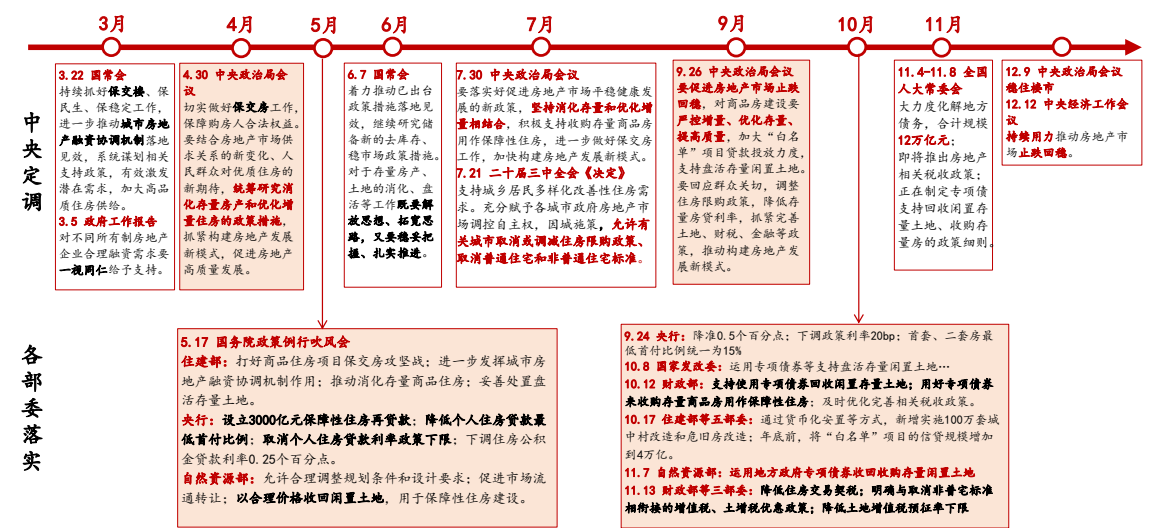 3月
4月
5月
6月
7月
9月
10月
11月
中央定调
3.22 国常会
持续抓好保交楼、保
民生、保稳定工作，
进一步推动城市房地
产融资协调机制落地
见效，系统谋划相关
支持政策，有效激发
潜在需求，加大高品
质住房供给。
3.5 政府工作报告
对不同所有制房地产
企业合理融资需求要
一视同仁给予支持。
4.30 中央政治局会
议
切实做好保交房工作，
保障购房人合法权益。
要结合房地产市场供
求关系的新变化、人
民群众对优质住房的
新期待，统筹研究消
化存量房产和优化增
量住房的政策措施，
抓紧构建房地产发展
新模式，促进房地产
高质量发展。
6.7 国常会
着力推动已出台
政策措施落地见
效，继续研究储
备新的去库存、
稳市场政策措施。
对于存量房产、
土地的消化、盘
活等工作既要解
放思想、拓宽思
路，又要稳妥把
握、扎实推进。
7.30 中央政治局会议
要落实好促进房地产市场平稳健康发
展的新政策，坚持消化存量和优化增
量相结合，积极支持收购存量商品房
用作保障性住房，进一步做好保交房
工作，加快构建房地产发展新模式。
7.21 二十届三中全会《决定》
支持城乡居民多样化改善性住房需
求。充分赋予各城市政府房地产市
场调控自主权，因城施策，允许有
关城市取消或调减住房限购政策、
取消普通住宅和非普通住宅标准。
9.26 中央政治局会议
要促进房地产市场止跌
回稳，对商品房建设要
严控增量、优化存量、
提高质量，加大“白名
单”项目贷款投放力度，
支持盘活存量闲置土地。
要回应群众关切，调整
住房限购政策，降低存
量房贷利率，抓紧完善
土地、财税、金融等政
策，推动构建房地产发
展新模式。
11.4-11.8 全国
人大常委会
大力度化解地方
债务，合计规模
12万亿元；
即将推出房地产
相关税收政策；
正在制定专项债
支持回收闲置存
量土地、收购存
量房的政策细则。
12.9 中央政治局会议
稳住楼市
12.12 中央经济工作会
议
持续用力推动房地产市
场止跌回稳。
各部委落实
5.17 国务院政策例行吹风会
住建部：打好商品住房项目保交房攻坚战；进一步发挥城市房
地产融资协调机制作用；推动消化存量商品住房；妥善处置盘
活存量土地。
央行：设立3000亿元保障性住房再贷款；降低个人住房贷款最
低首付比例；取消个人住房贷款利率政策下限；下调住房公积
金贷款利率0.25个百分点。
自然资源部：允许合理调整规划条件和设计要求；促进市场流
通转让；以合理价格收回闲置土地，用于保障性住房建设。
9.24 央行：降准0.5个百分点；下调政策利率20bp；首套、二套房最
低首付比例统一为15%
10.8 国家发改委：运用专项债券等支持盘活存量闲置土地…
10.12 财政部：支持使用专项债券回收闲置存量土地；用好专项债券
来收购存量商品房用作保障性住房；及时优化完善相关税收政策。
10.17 住建部等五部委：通过货币化安置等方式，新增实施100万套城
中村改造和危旧房改造；年底前，将“白名单”项目的信贷规模增加
到4万亿。
11.7 自然资源部：运用地方政府专项债券收回收购存量闲置土地
11.13 财政部等三部委：降低住房交易契税；明确与取消非普宅标准
相衔接的增值税、土增税优惠政策；降低土地增值税预征率下限